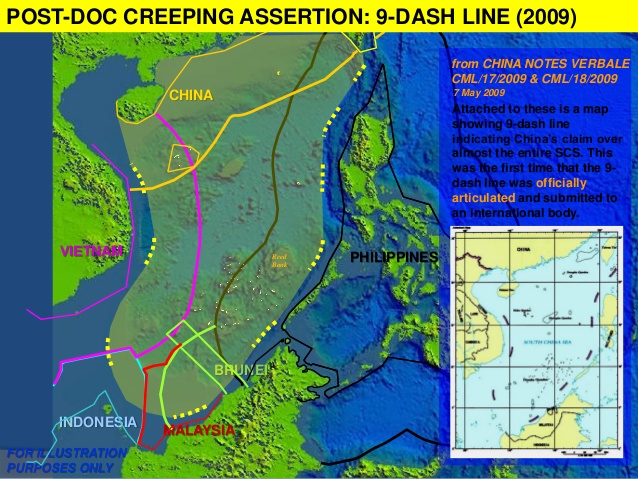 POST-DOC CREEPING ASSERTION: 9-DASH LINE (2009)
from CHINA NOTES VERBALE
CML/17/2009 & CML/18/2009
7 May 2009
Attached to these is a map
showing 9-dash line
indicating China's claim over
almost the entire SCS. This
was the first time that the 9-
dash line was officially
articulated and submitted to
an international body.
CHINA
VIETNAM
Reed
Bank
PHILIPPINES
BRUNEI
INDONESIA
MALAYSIA
FOR ILLUSTRATION
PURPOSES ONLY
CHINA
SOUTH CHINA SEA